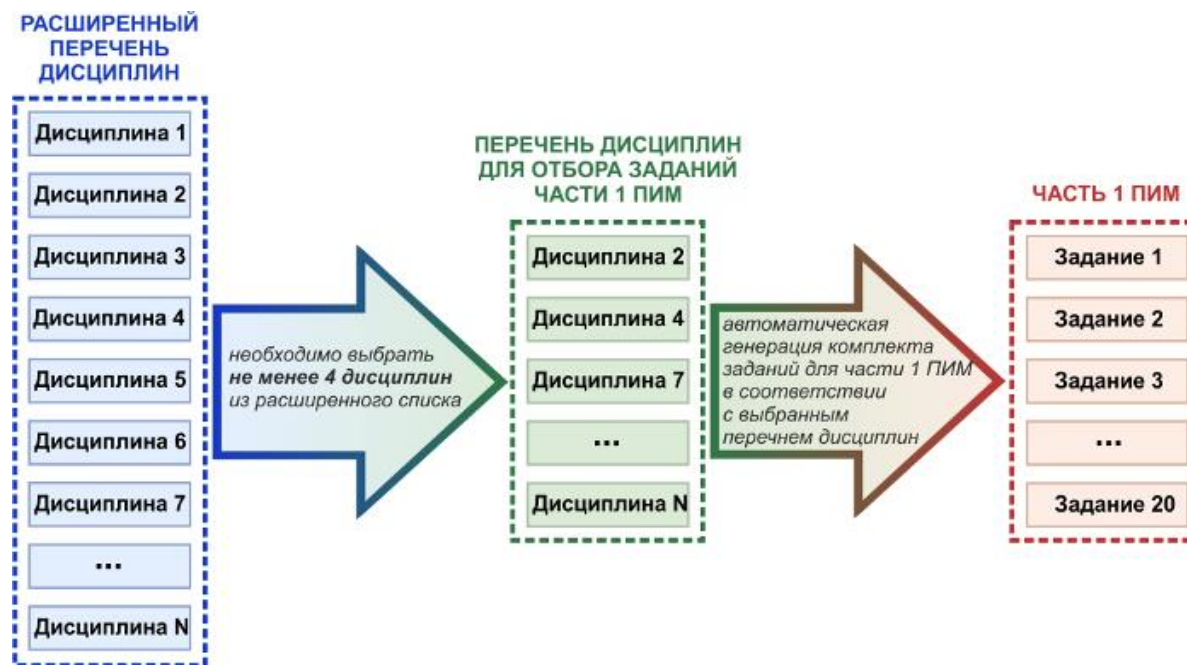 РАСШИРЕННЫЙ
ПЕРЕЧЕНЬ
ДИСЦИПЛИН
Дисциплина 1
Дисциплина 2
Дисциплина 3
Дисциплина 4
Дисциплина 5
Дисциплина 6
Дисциплина 7
...
Дисциплина N
необходимо выбрать
не менее 4 дисциплин
из расширенного списка
ПЕРЕЧЕНЬ ДИСЦИПЛИН
ДЛЯ ОТБОРА ЗАДАНИЙ
ЧАСТИ 1 ПИМ
Дисциплина 2
Дисциплина 4
Дисциплина 7
...
Дисциплина N
автоматическая
генерация комплекта
заданий для части 1 ПИМ
в соответствии
с выбранным
перечнем дисциплин
ЧАСТЬ 1 ПИМ
Задание 1
Задание 2
Задание 3
...
Задание 20